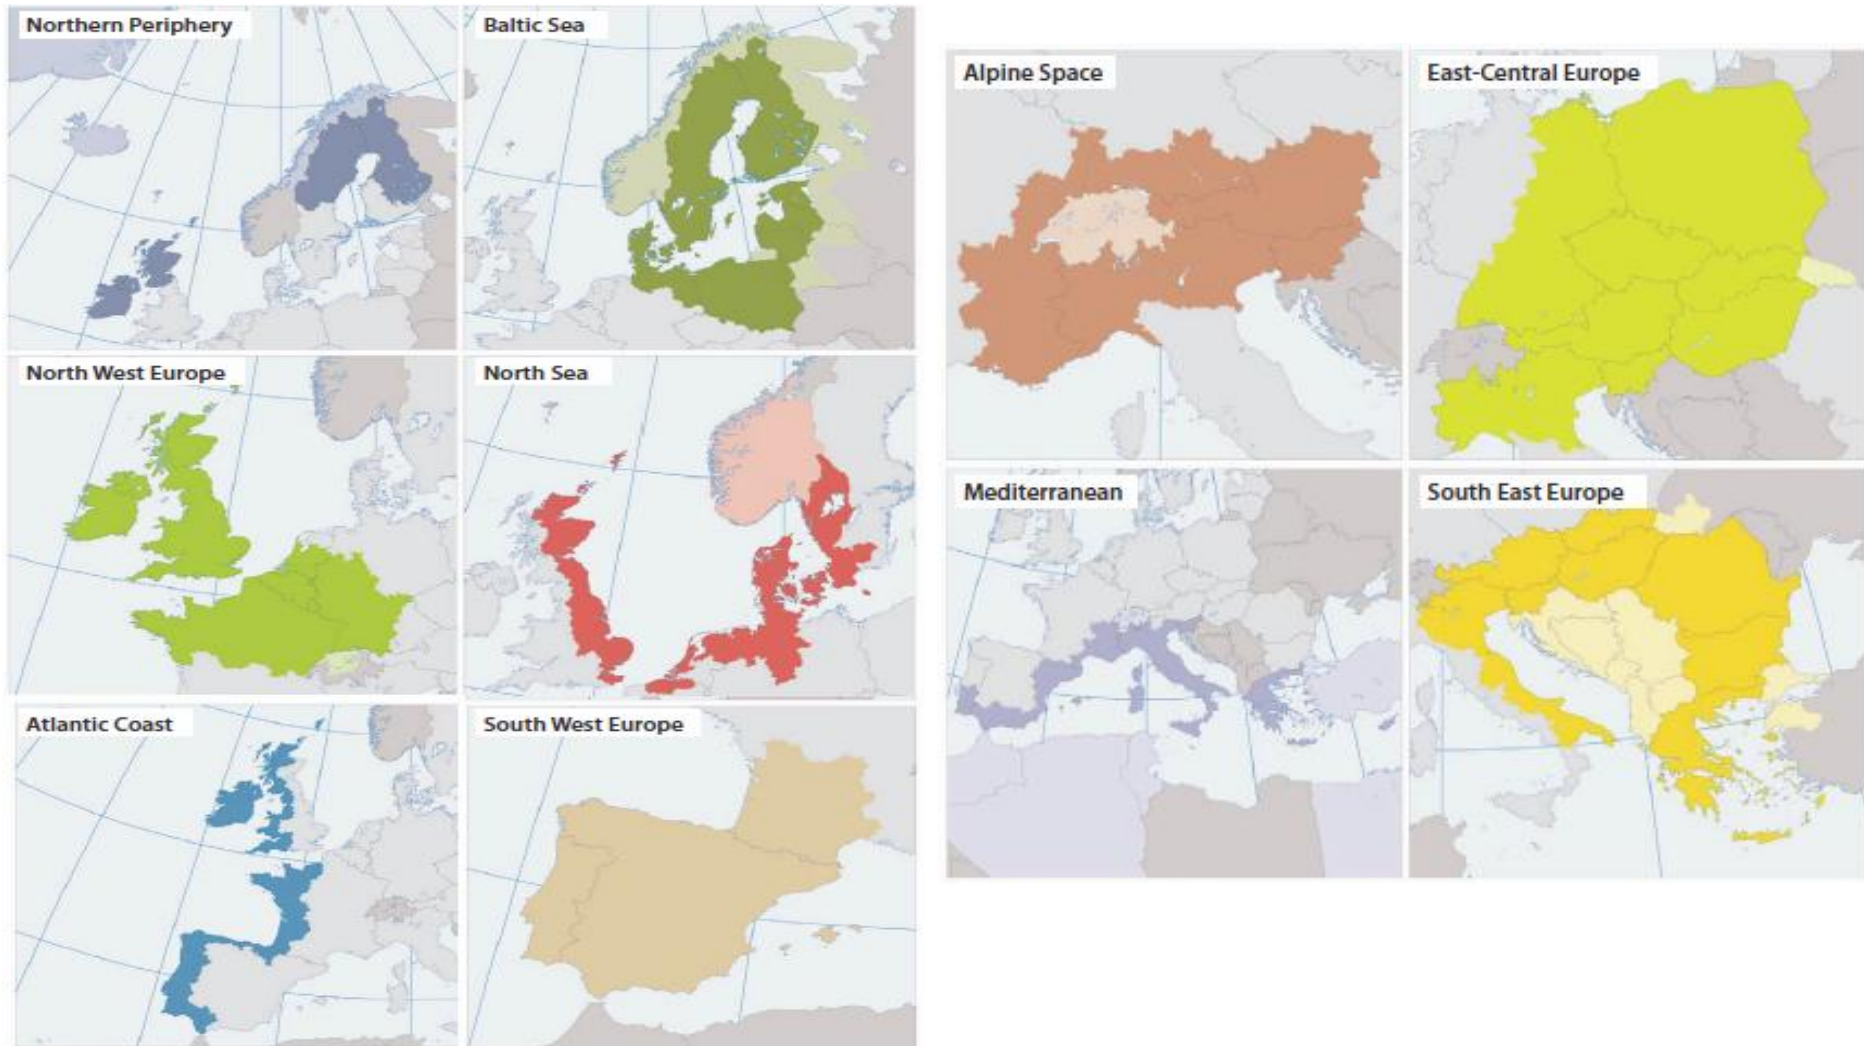 Northern Periphery
Baltic Sea
North West Europe
North Sea
Atlantic Coast
South West Europe
Alpine Space
East-Central Europe
Mediterranean
South East Europe